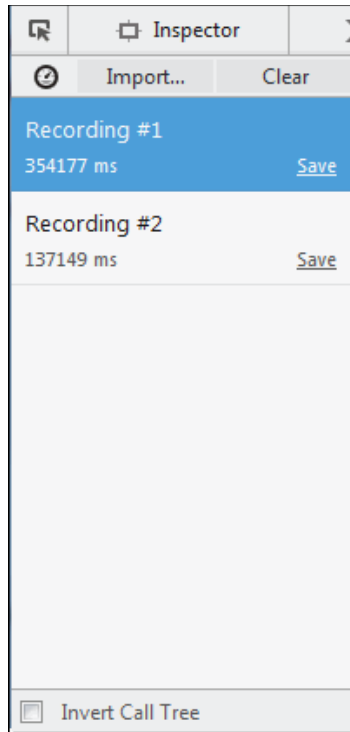 Inspector
Import... Clear
Recording #1
354177 ms Save
Recording #2
137149 ms Save
Invert Call Tree